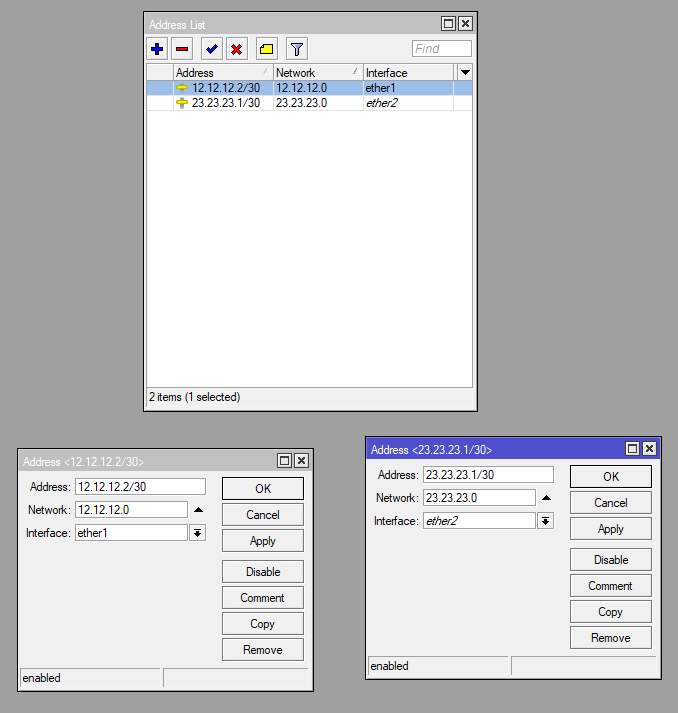 Address List
Find
Address Network Interface
12.12.12.2/30 12.12.12.0 ether1
23.23.23.1/30 23.23.23.0 ether2
2 items (1 selected)
Address <12.12.12.2/30>
Address: 12.12.12.2/30
Network: 12.12.12.0
Interface: ether1
OK
Cancel
Apply
Disable
Comment
Copy
Remove
enabled
Address <23.23.23.1/30>
Address: 23.23.23.1/30
Network: 23.23.23.0
Interface: ether2
OK
Cancel
Apply
Disable
Comment
Copy
Remove
enabled